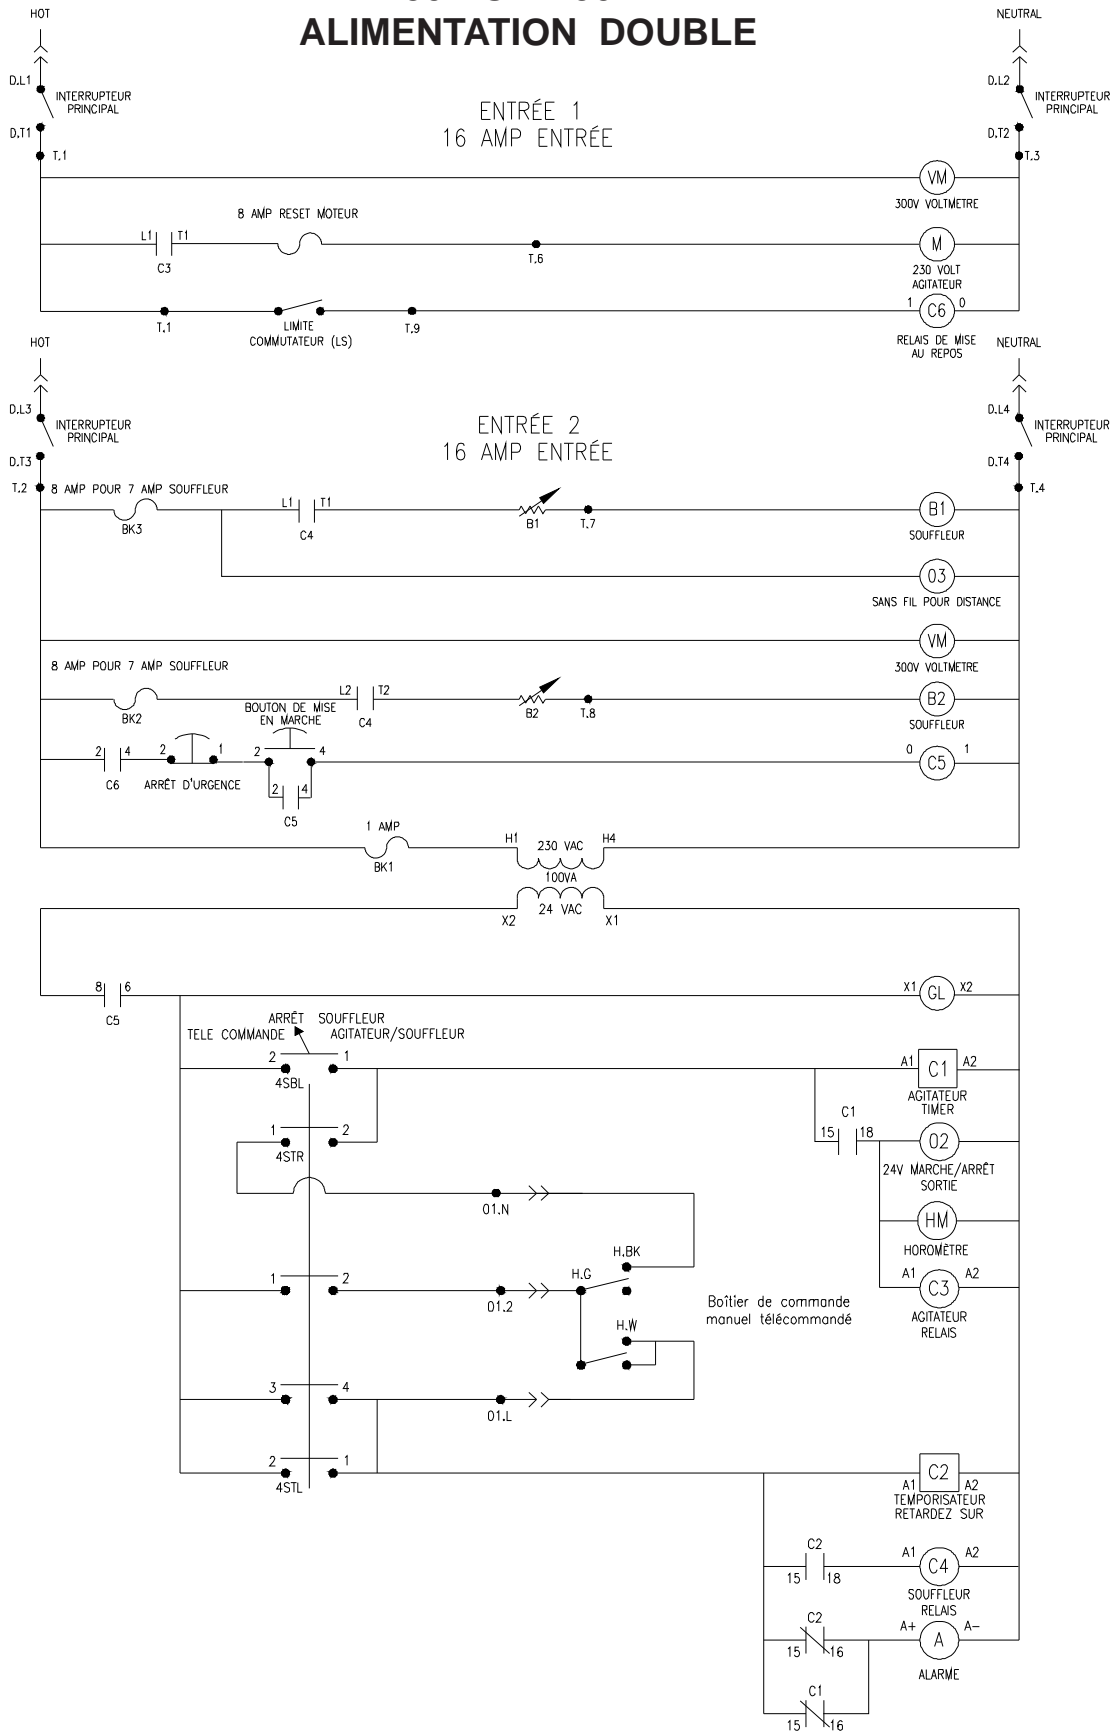 ALIMENTATION DOUBLE
HOT
NEUTRAL
D.L1
INTERRUPTEUR
PRINCIPAL
D.L2
INTERRUPTEUR
PRINCIPAL
ENTRÉE 1
16 AMP ENTRÉE
D.T1
T.1
D.T2
T.3
VM
300V VOLTMETRE
8 AMP RESET MOTEUR
L1 T1
C3
T.6
M
230 VOLT
AGITATEUR
T.1
LIMITE
COMMUTATEUR (LS)
T.9
1 C6 0
RELAIS DE MISE
AU REPOS
HOT
NEUTRAL
D.L3
INTERRUPTEUR
PRINCIPAL
D.L4
INTERRUPTEUR
PRINCIPAL
ENTRÉE 2
16 AMP ENTRÉE
D.T3
T.2
D.T4
T.4
8 AMP POUR 7 AMP SOUFFLEUR
BK3
L1 T1
C4
B1
T.7
B1
SOUFFLEUR
03
SANS FIL POUR DISTANCE
VM
300V VOLTMETRE
8 AMP POUR 7 AMP SOUFFLEUR
BK2
L2 T2
C4
B2
T.8
B2
SOUFFLEUR
BOUTON DE MISE
EN MARCHE
2 4
C6
2 1
ARRÊT D'URGENCE
2 4
2 4
C5
0 C5 1
1 AMP
BK1
H1 230 VAC H4
100VA
X2 24 VAC X1
8 6
C5
X1 GL X2
ARRÊT SOUFFLEUR
TELE COMMANDE AGITATEUR/SOUFFLEUR
2 1
4SBL
A1 C1 A2
AGITATEUR
TIMER
1 2
4STR
C1
15 18
02
24V MARCHE/ARRÊT
SORTIE
01.N
HM
HOROMÈTRE
H.BK
H.G
1 2
01.2
H.W
Boîtier de commande
manuel télécommandé
A1 C3 A2
AGITATEUR
RELAIS
3 4
01.L
2 1
4STL
C2
A1 A2
TEMPORISATEUR
RETARDEZ SUR
C2
15 18
A1 C4 A2
SOUFFLEUR
RELAIS
C2
15 16
A+ A A-
ALARME
C1
15 16